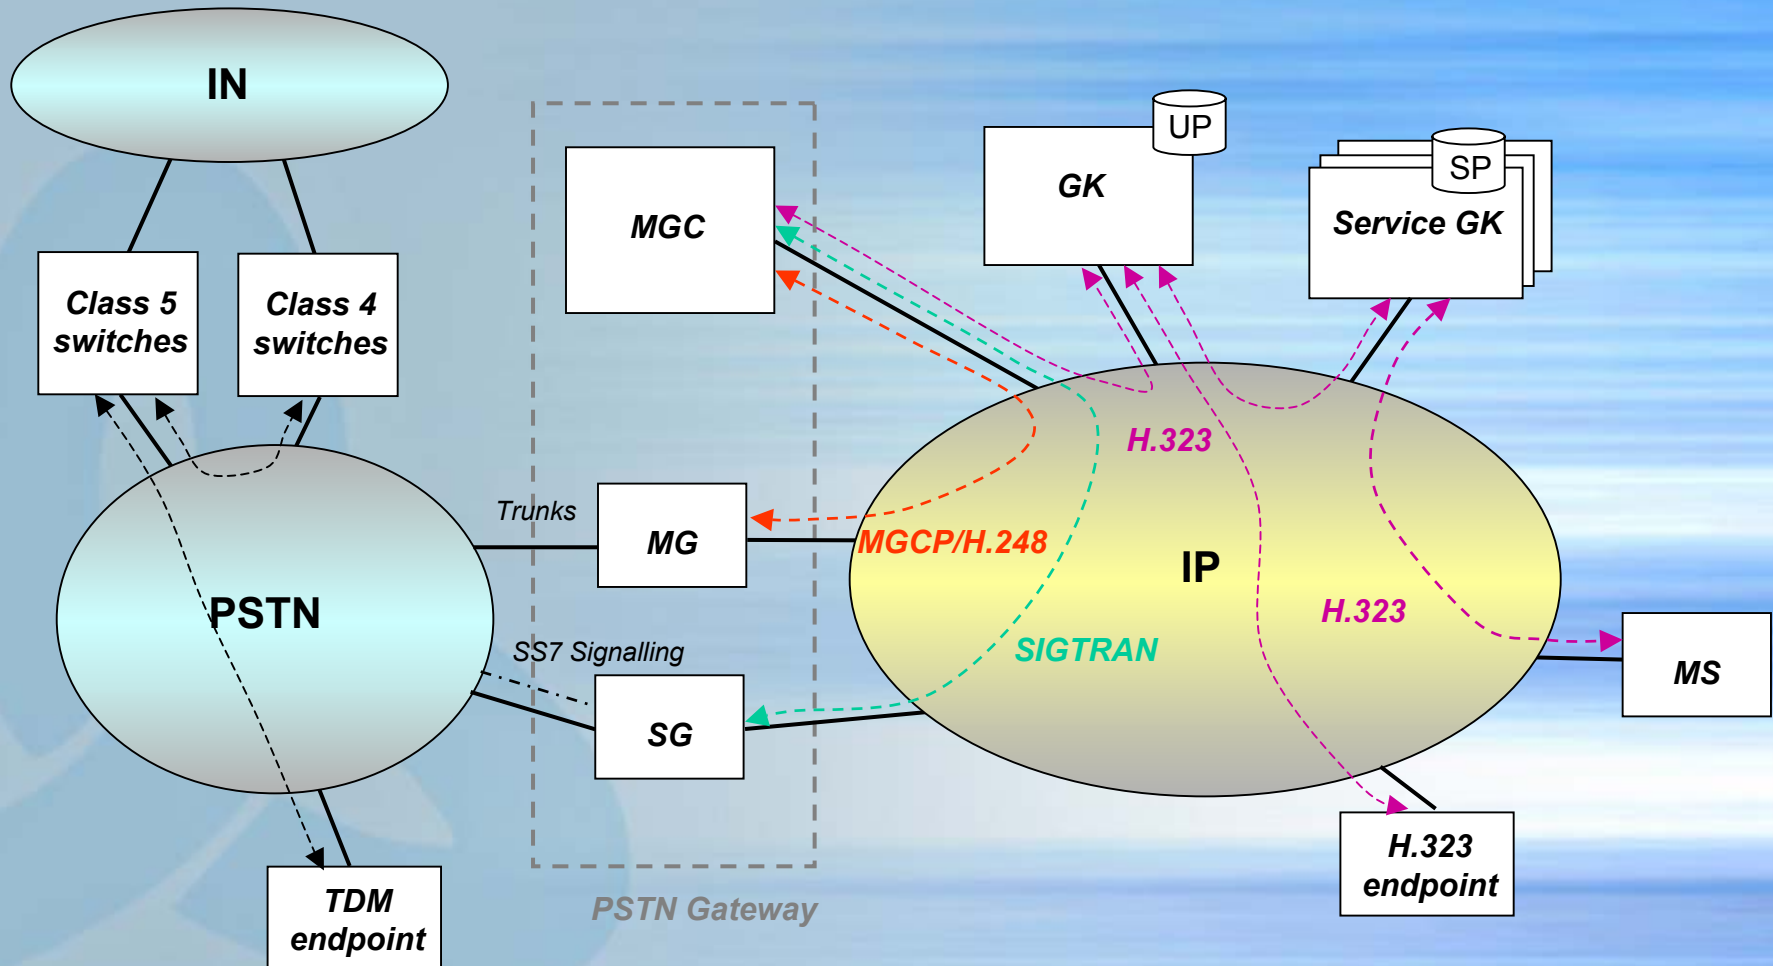 IN
UP
SP
GK
MGC
Service GK
Class 5
switches
Class 4
switches
H.323
Trunks
MG
MGCP/H.248
IP
PSTN
H.323
SS7 Signalling
SIGTRAN
MS
SG
H.323
endpoint
PSTN Gateway
TDM
endpoint